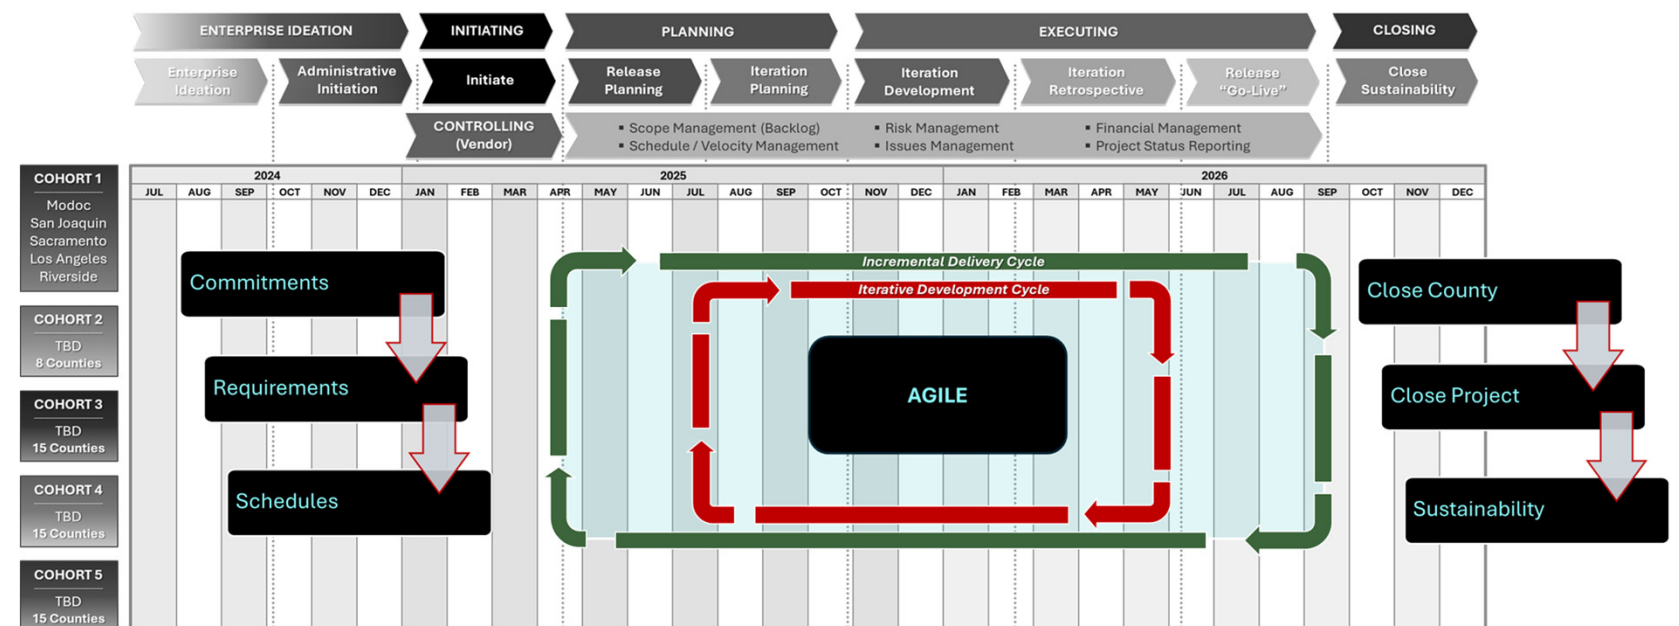 ENTERPRISE IDEATION
INITIATING
PLANNING
EXECUTING
CLOSING
Enterprise
Ideation
Administrative
Initiation
Initiate
Release
Planning
Iteration
Planning
Iteration
Development
Iteration
Retrospective
Release
“Go-Live”
Close
Sustainability
CONTROLLING
(Vendor)
▪ Scope Management (Backlog)
▪ Schedule / Velocity Management
▪ Risk Management
▪ Issues Management
▪ Financial Management
▪ Project Status Reporting
2024
2025
2026
JUL AUG SEP OCT NOV DEC JAN FEB MAR APR MAY JUN JUL AUG SEP OCT NOV DEC JAN FEB MAR APR MAY JUN JUL AUG SEP OCT NOV DEC
COHORT 1
Modoc
San Joaquin
Sacramento
Los Angeles
Riverside
COHORT 2
TBD
8 Counties
COHORT 3
TBD
15 Counties
COHORT 4
TBD
15 Counties
COHORT 5
TBD
15 Counties
Commitments
Requirements
Schedules
Incremental Delivery Cycle
Iterative Development Cycle
AGILE
Close County
Close Project
Sustainability